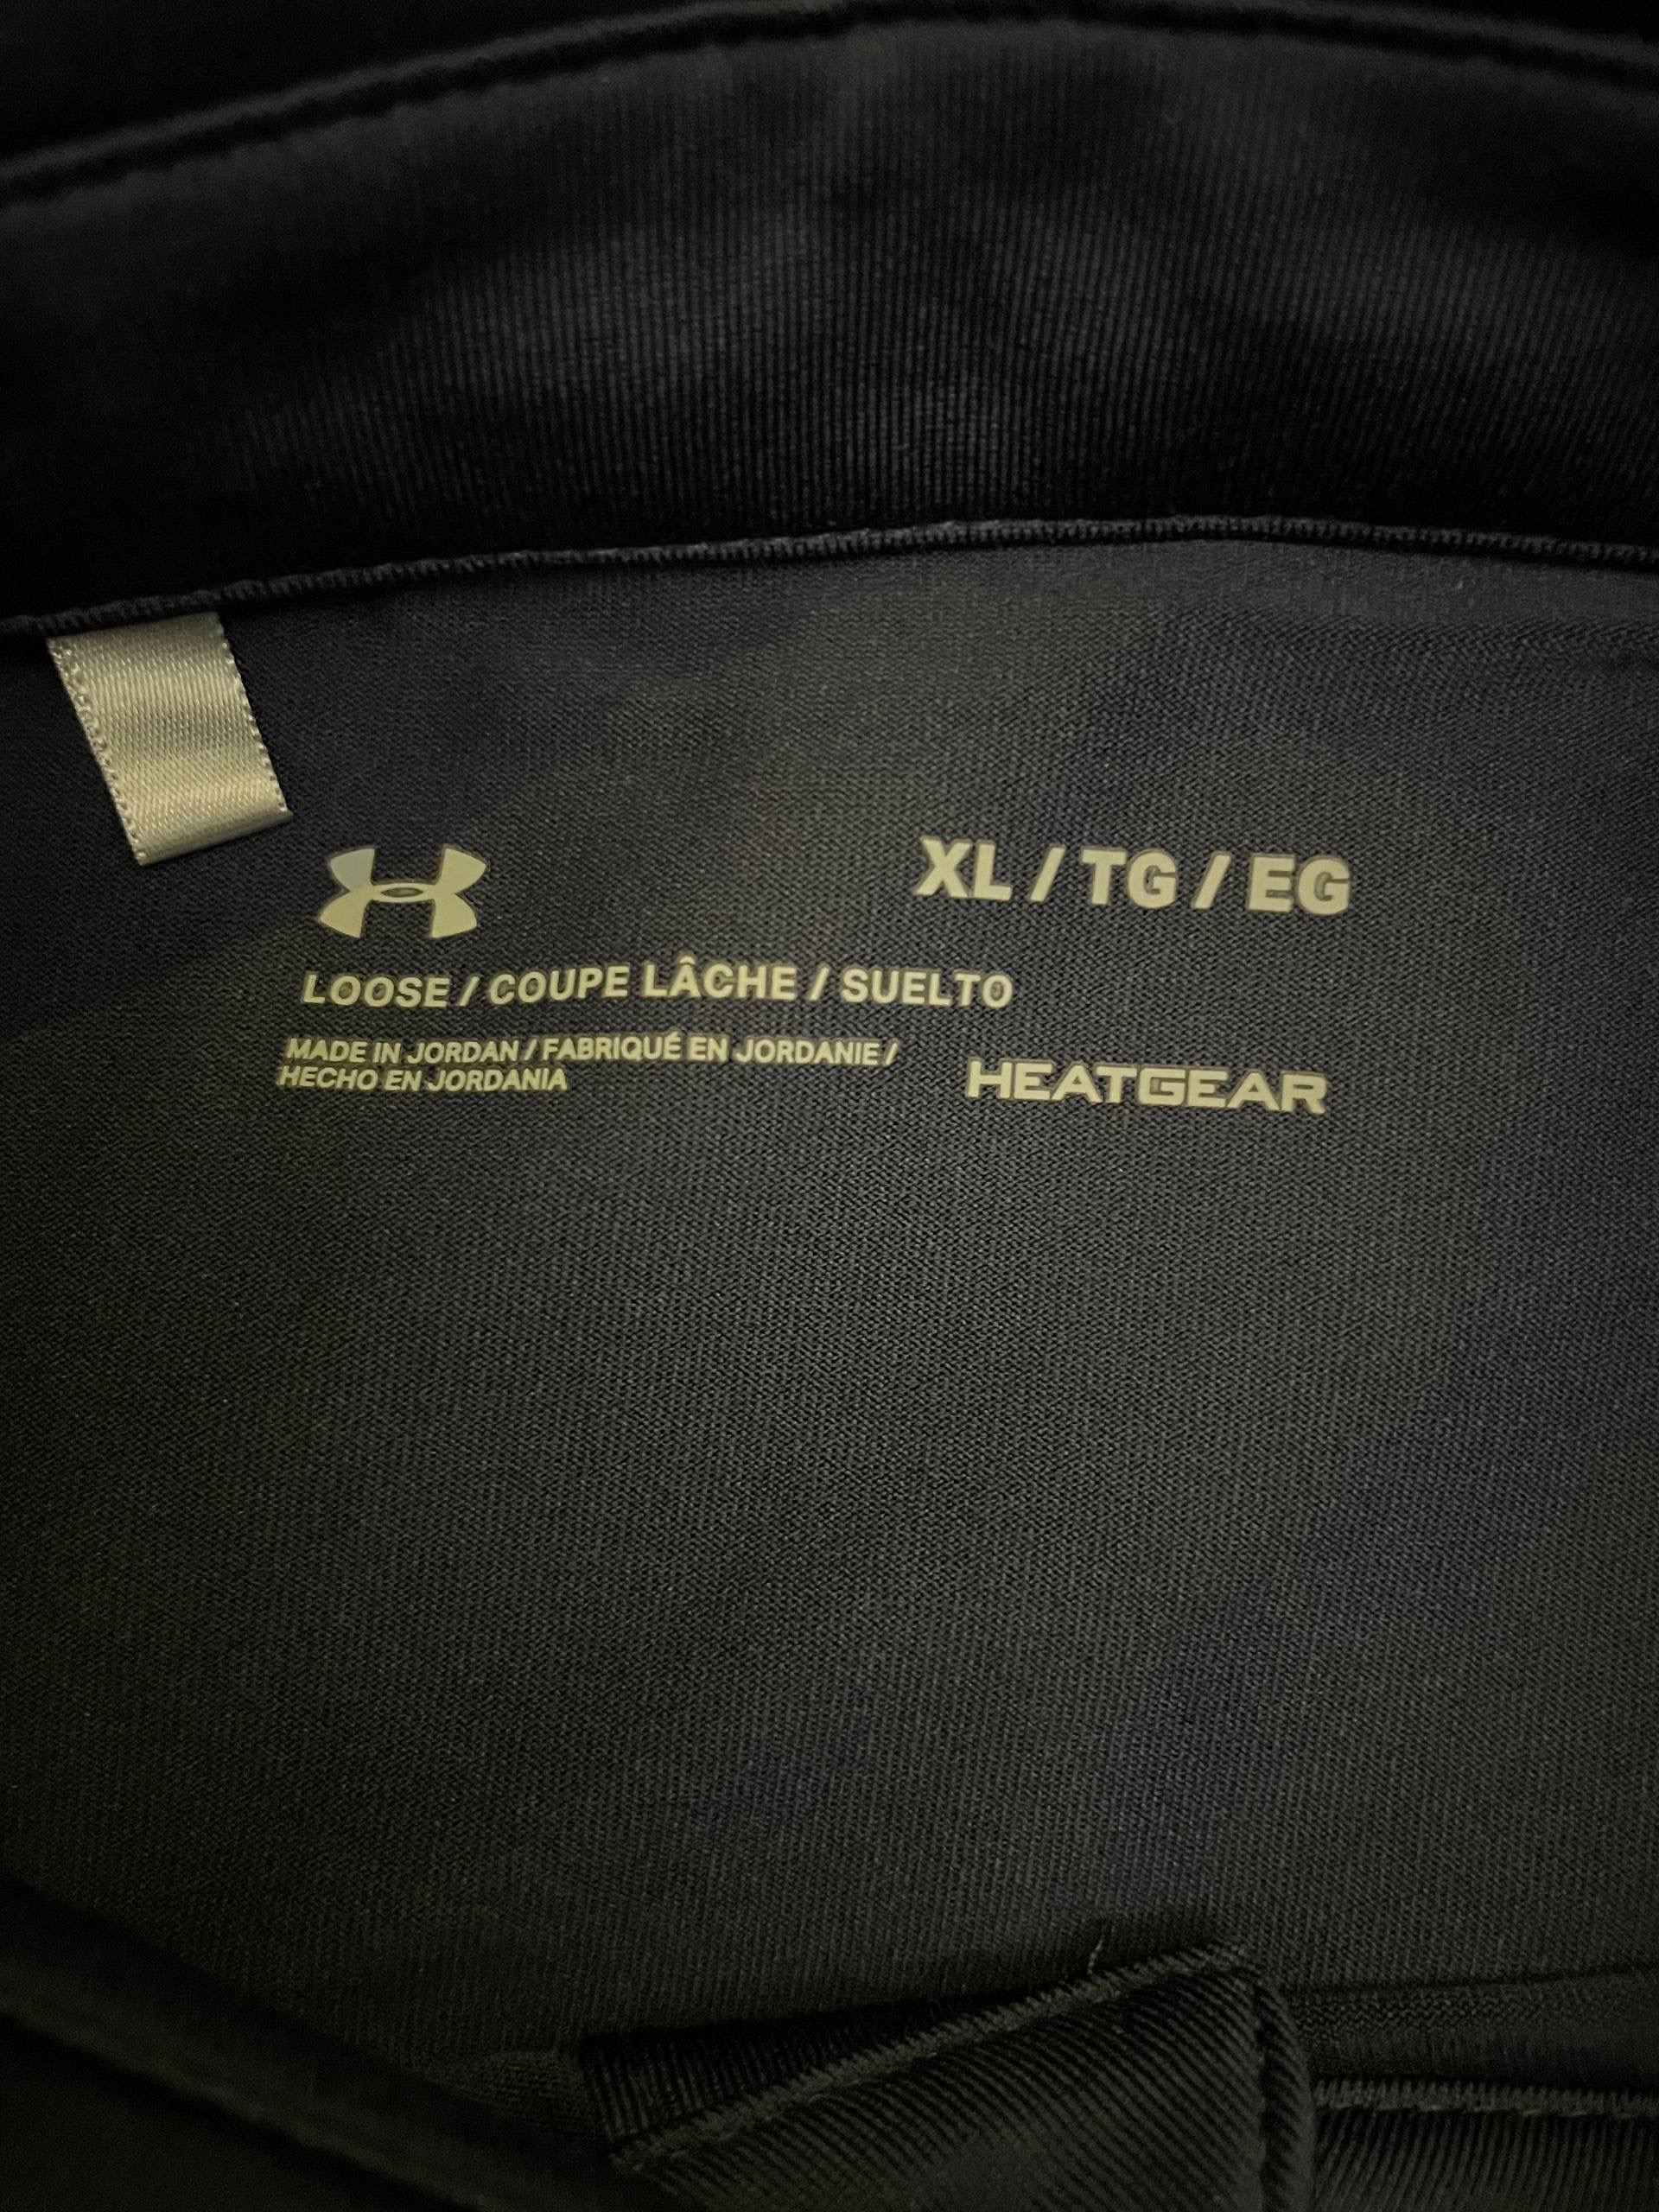 XL / TG / EG
LOOSE / COUPE LÂCHE / SUELTO
MADE IN JORDAN / FABRIQUÉ EN JORDANIE /
HECHO EN JORDANIA
HEATGEAR